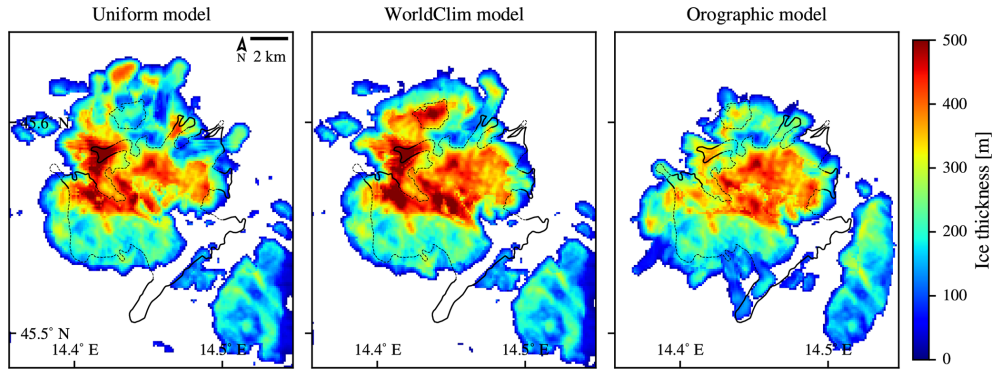 Uniform model
WorldClim model
Orographic model
N
2 km
45.6° N
45.5° N
14.4° E
14.5° E
14.4° E
14.5° E
14.4° E
14.5° E
500
400
300
200
100
0
Ice thickness [m]